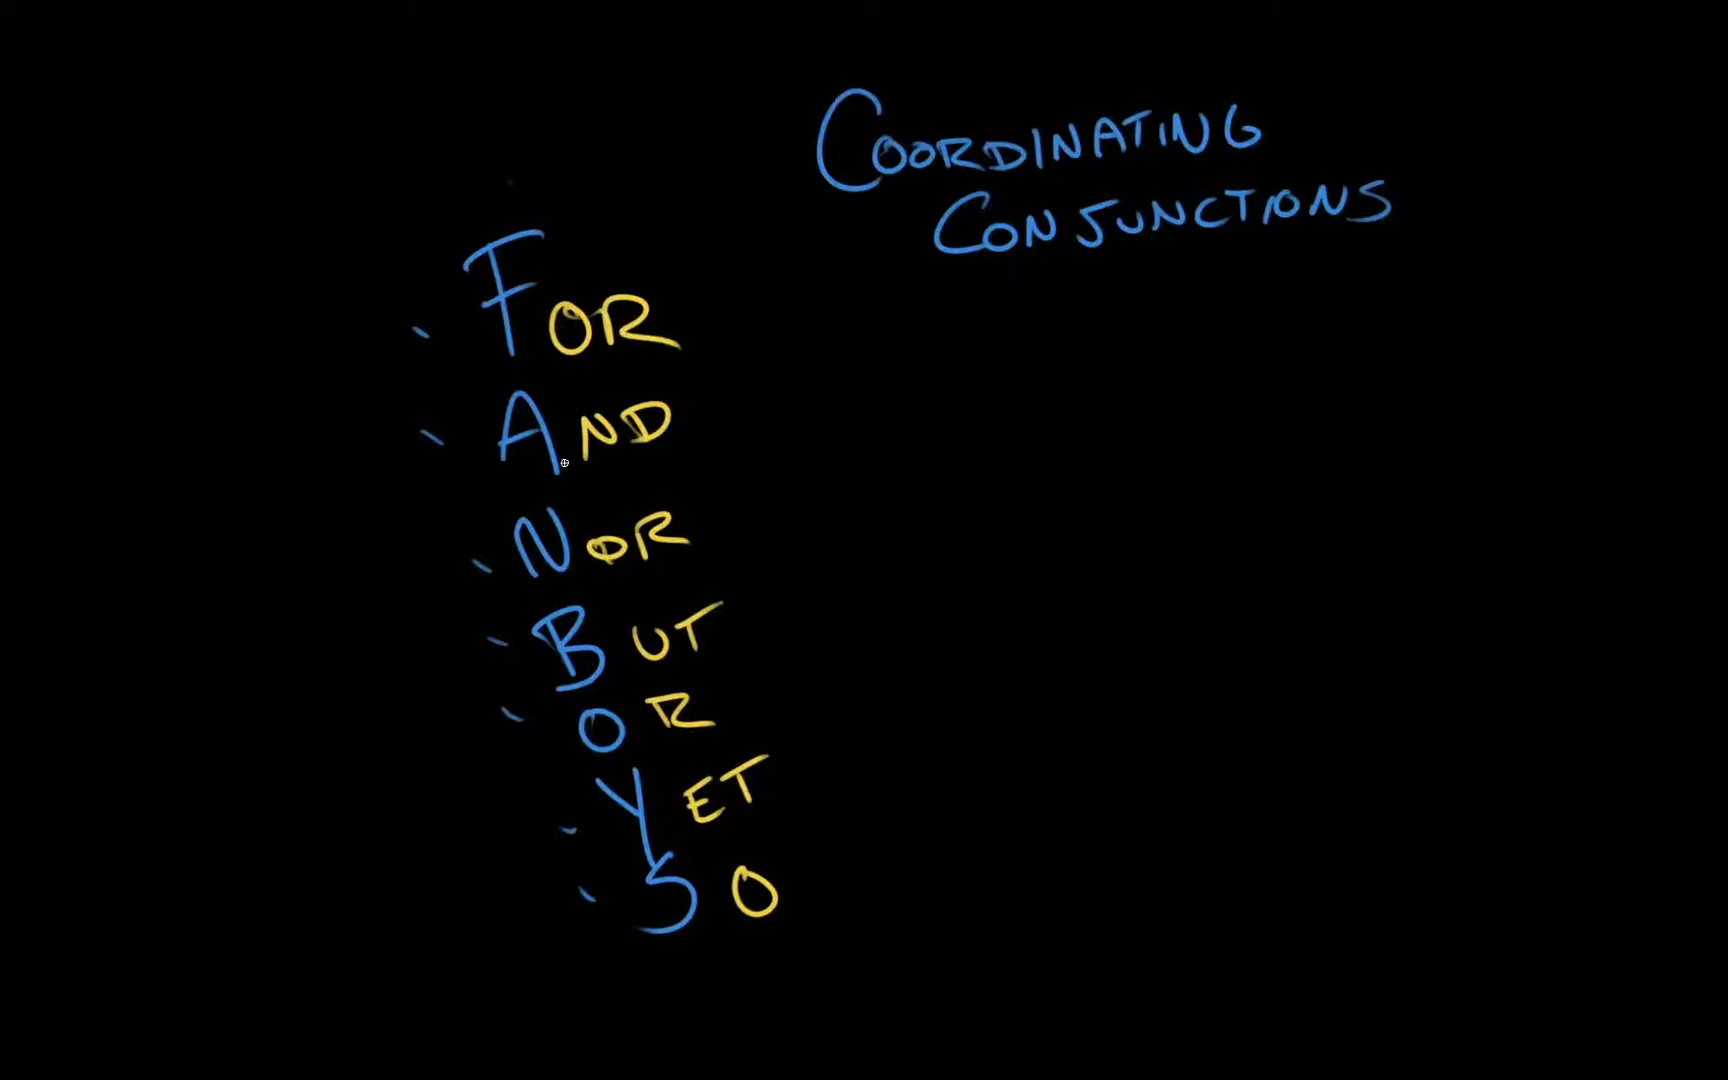 COORDINATING
CONJUNCTIONS
FOR
AND
NOR
BUT
OR
YET
SO